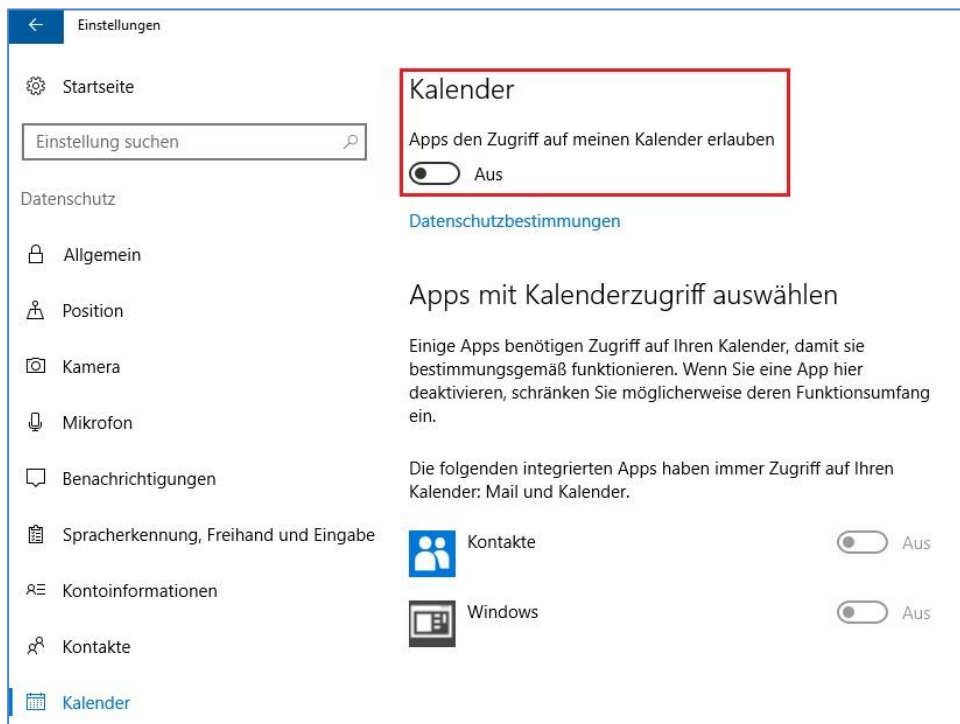 Einstellungen
Startseite
Einstellung suchen
Datenschutz
Allgemein
Position
Kamera
Mikrofon
Benachrichtigungen
Spracherkennung, Freihand und Eingabe
Kontoinformationen
Kontakte
Kalender
Kalender
Apps den Zugriff auf meinen Kalender erlauben
Aus
Datenschutzbestimmungen
Apps mit Kalenderzugriff auswählen
Einige Apps benötigen Zugriff auf Ihren Kalender, damit sie
bestimmungsgemäß funktionieren. Wenn Sie eine App hier
deaktivieren, schränken Sie möglicherweise deren Funktionsumfang
ein.
Die folgenden integrierten Apps haben immer Zugriff auf Ihren
Kalender: Mail und Kalender.
Kontakte Aus
Windows Aus